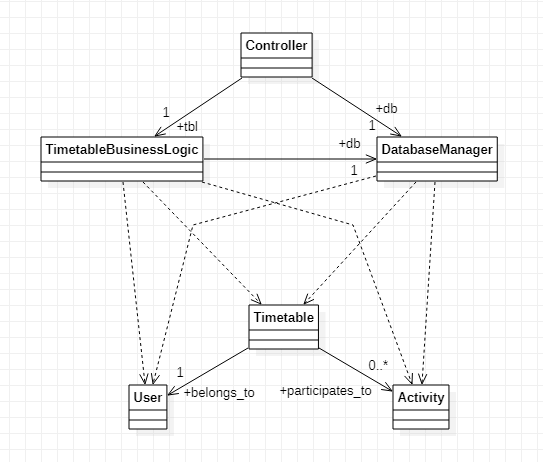 Controller
1
+tbl
+db
1
TimetableBusinessLogic
+db
1
DatabaseManager
Timetable
1
+belongs_to
0..*
+participates_to
User
Activity